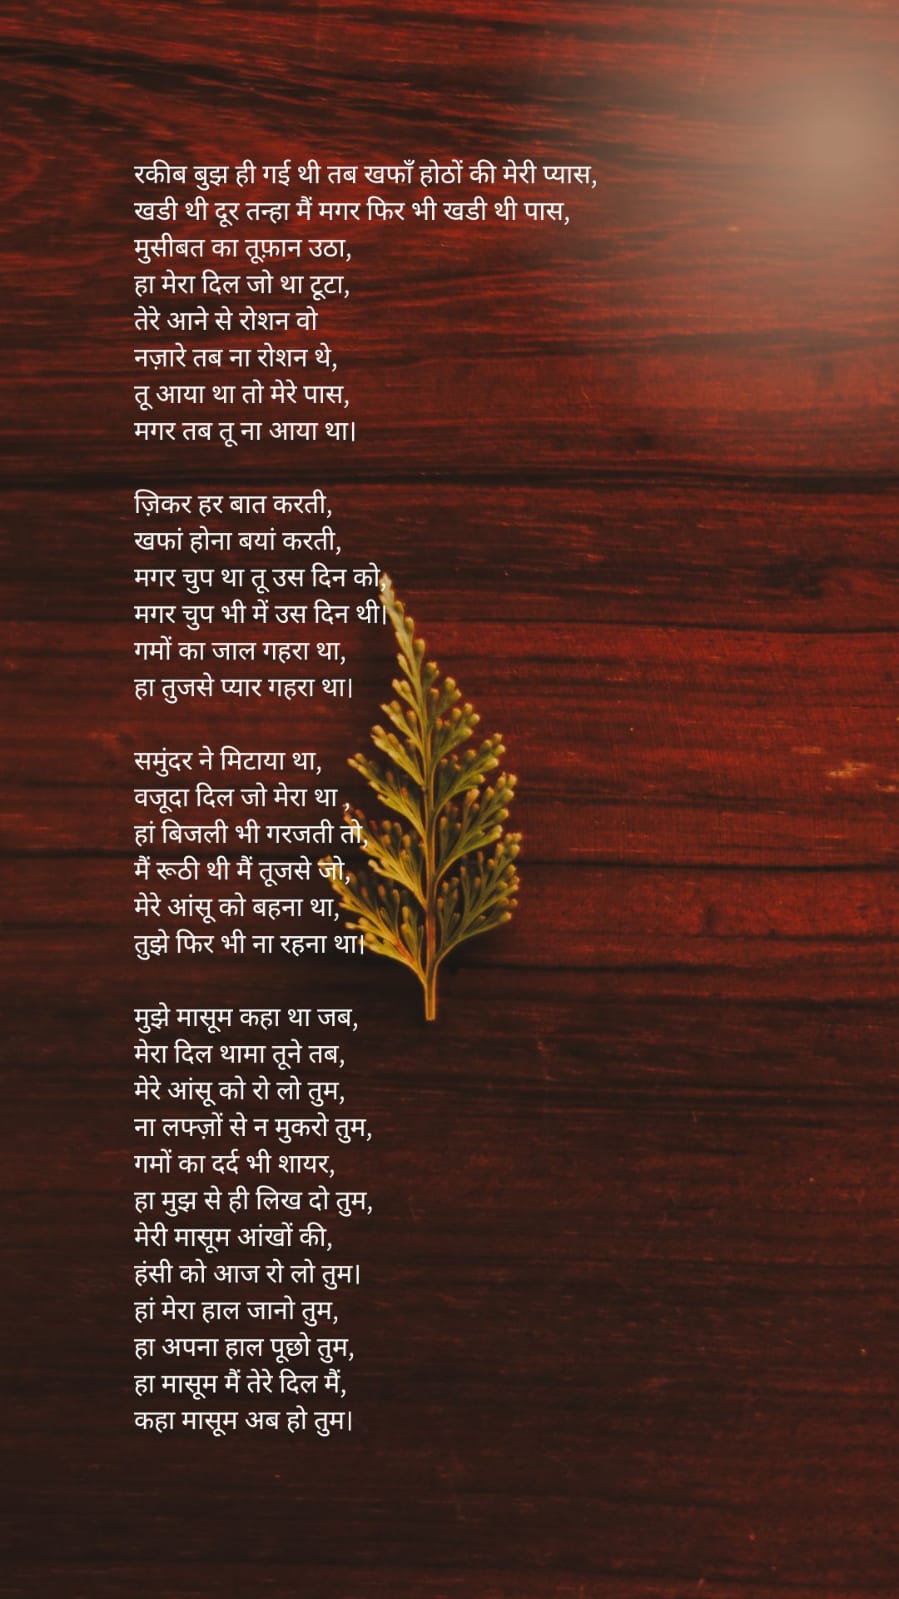 रकीब बुझ ही गई थी तब खफाँ होठों की मेरी प्यास,
खडी थी दूर तन्हा मैं मगर फिर भी खडी थी पास,
मुसीबत का तूफ़ान उठा,
हा मेरा दिल जो था टूटा,
तेरे आने से रोशन वो
नज़ारे तब ना रोशन थे,
तू आया था तो मेरे पास,
मगर तब तू ना आया था।
ज़िकर हर बात करती,
खफां होना बयां करती,
मगर चुप था तू उस दिन को,
मगर चुप भी में उस दिन थी।
गमों का जाल गहरा था,
हा तुजसे प्यार गहरा था।
समुंदर ने मिटाया था,
वजूदा दिल जो मेरा था ,
हां बिजली भी गरजती तो,
मैं रूठी थी मैं तूजसे जो,
मेरे आंसू को बहना था,
तुझे फिर भी ना रहना था।
मुझे मासूम कहा था जब,
मेरा दिल थामा तूने तब,
मेरे आंसू को रो लो तुम,
ना लफ्ज़ों से न मुकरो तुम,
गमों का दर्द भी शायर,
हा मुझ से ही लिख दो तुम,
मेरी मासूम आंखों की,
हंसी को आज रो लो तुम।
हां मेरा हाल जानो तुम,
हा अपना हाल पूछो तुम,
हा मासूम मैं तेरे दिल मैं,
कहा मासूम अब हो तुम।